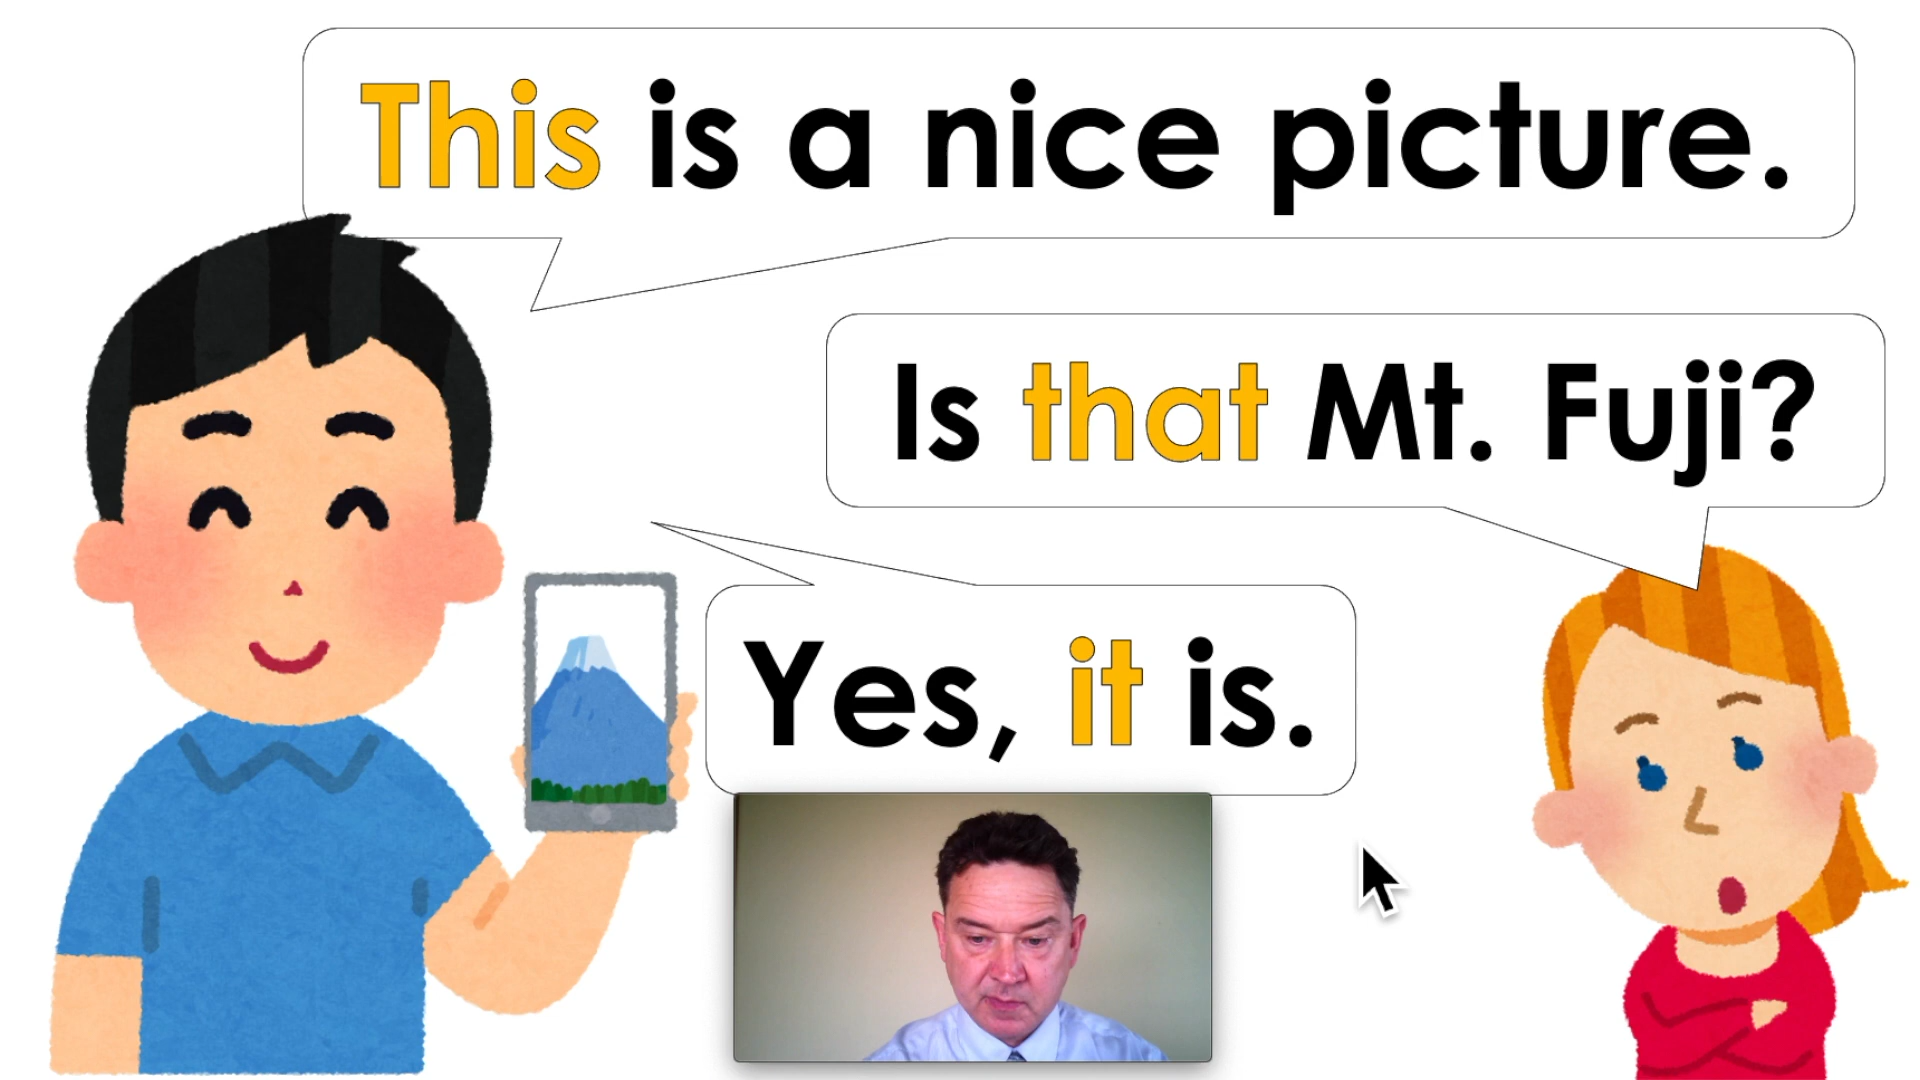 This is a nice picture.
Is that Mt. Fuji?
Yes, it is.